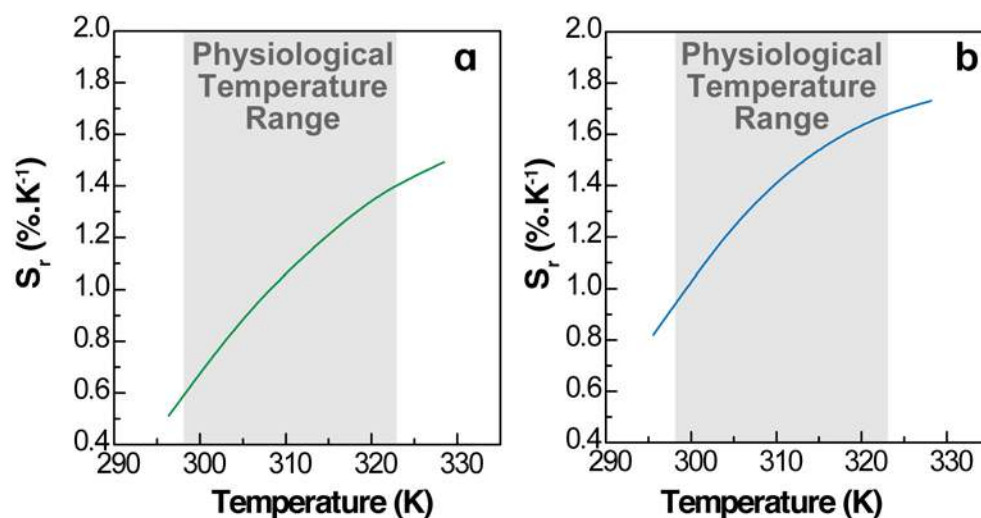 2.0
1.8
1.6
1.4
1.2
1.0
0.8
0.6
0.4
290 300 310 320 330
Sr (%.K-1)
Temperature (K)
Physiological
Temperature
Range
a
2.0
1.8
1.6
1.4
1.2
1.0
0.8
0.6
0.4
290 300 310 320 330
Sr (%.K-1)
Temperature (K)
Physiological
Temperature
Range
b